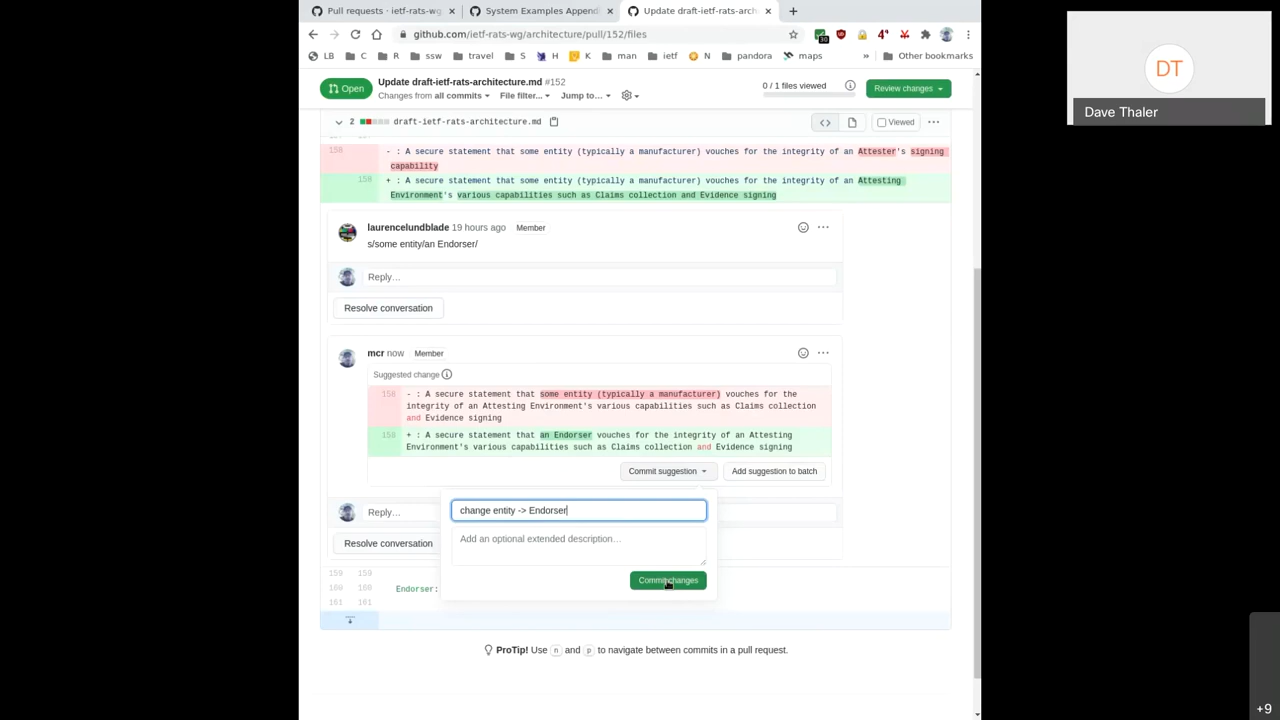 Pull requests · ietf-rats-wg
System Examples Append
Update draft-ietf-rats-arch
github.com/ietf-rats-wg/architecture/pull/152/files
LB C R ssw travel S H K man ietf N pandora maps » Other bookmarks
Open
Update draft-ietf-rats-architecture.md #152
Changes from all commits File filter... Jump to...
0 / 1 files viewed
Review changes
2 draft-ietf-rats-architecture.md
Viewed
158 - : A secure statement that some entity (typically a manufacturer) vouches for the integrity of an Attester's signing
capability
158 + : A secure statement that some entity (typically a manufacturer) vouches for the integrity of an Attesting
Environment's various capabilities such as Claims collection and Evidence signing
laurencelundblade 19 hours ago Member
s/some entity/an Endorser/
Reply...
Resolve conversation
mcr now Member
Suggested change
158 - : A secure statement that some entity (typically a manufacturer) vouches for the
integrity of an Attesting Environment's various capabilities such as Claims collection
and Evidence signing
158 + : A secure statement that an Endorser vouches for the integrity of an Attesting
Environment's various capabilities such as Claims collection and Evidence signing
Commit suggestion
Add suggestion to batch
Reply...
change entity -> Endorser
Add an optional extended description...
Resolve conversation
Commit changes
159 159
160 160 Endorser:
161 161
ProTip! Use n and p to navigate between commits in a pull request.
DT
Dave Thaler
+9